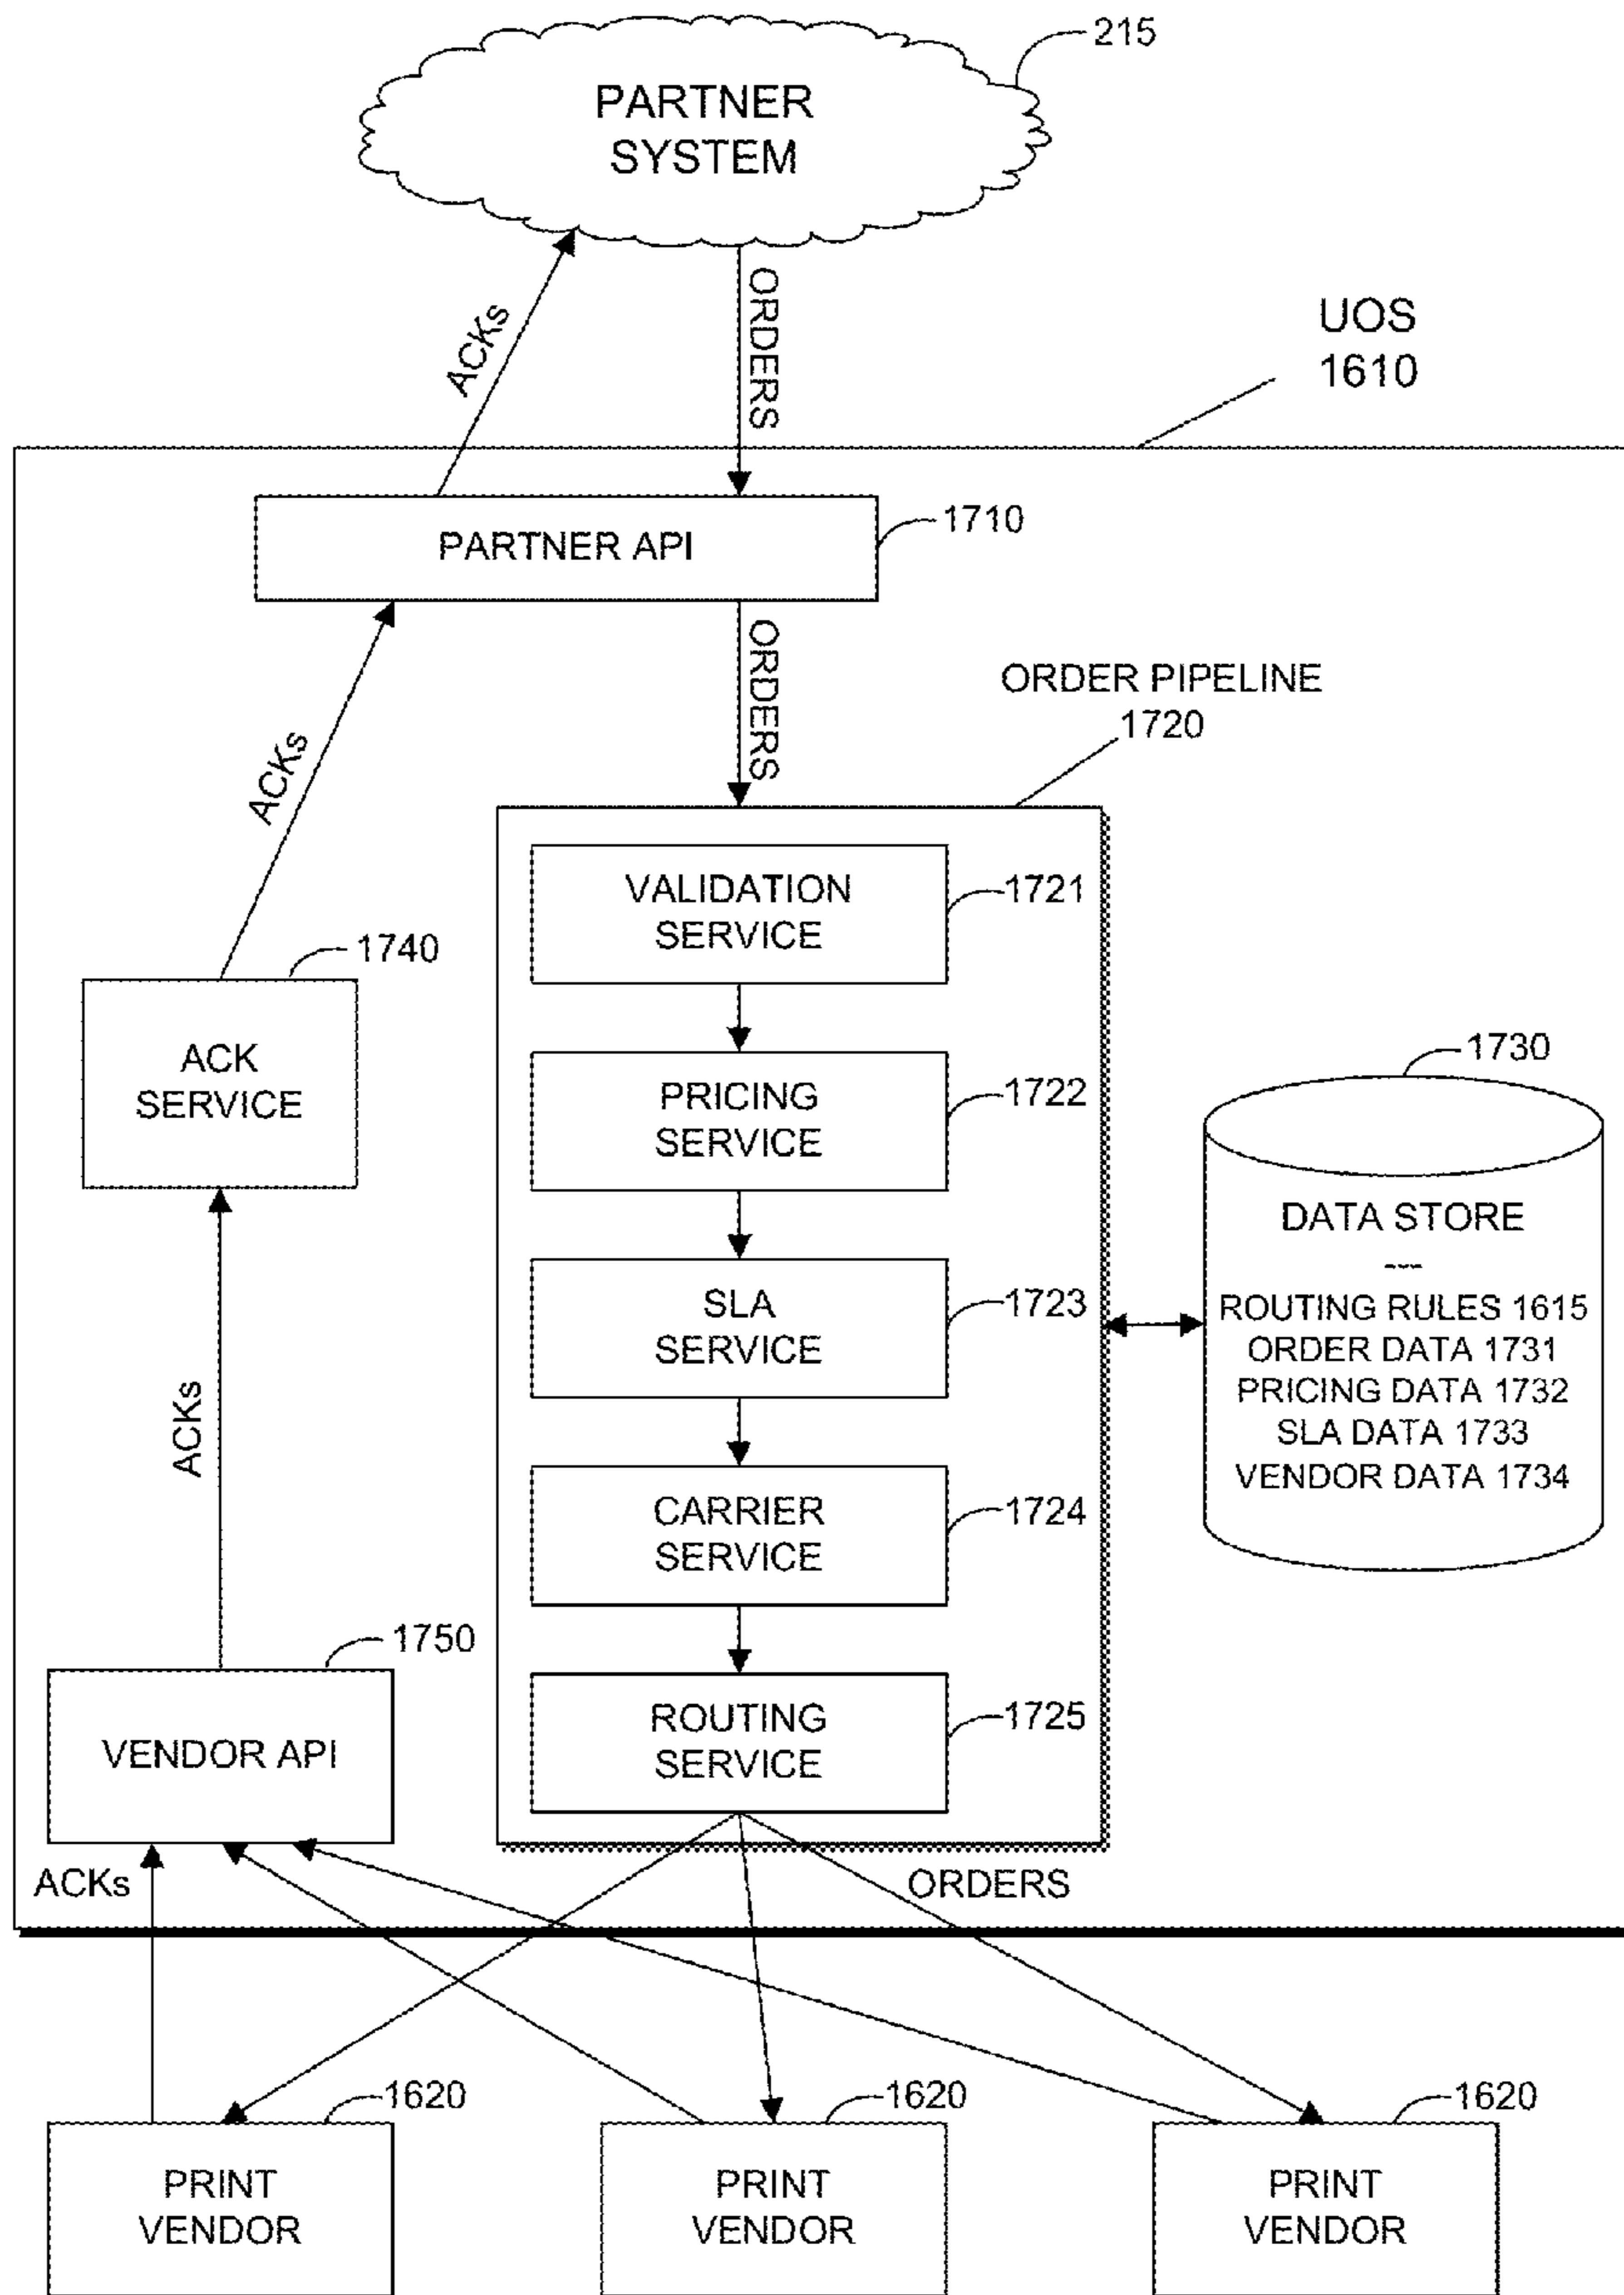 215
PARTNER
SYSTEM
ACKs
ORDERS
UOS
1610
1710
PARTNER API
ORDERS
ORDER PIPELINE
1720
ACKs
VALIDATION
SERVICE
1721
1740
ACK
SERVICE
PRICING
SERVICE
1722
1730
DATA STORE
---
ROUTING RULES 1615
ORDER DATA 1731
PRICING DATA 1732
SLA DATA 1733
VENDOR DATA 1734
SLA
SERVICE
1723
ACKs
CARRIER
SERVICE
1724
1750
VENDOR API
ROUTING
SERVICE
1725
ACKs
ORDERS
1620
PRINT
VENDOR
1620
PRINT
VENDOR
1620
PRINT
VENDOR